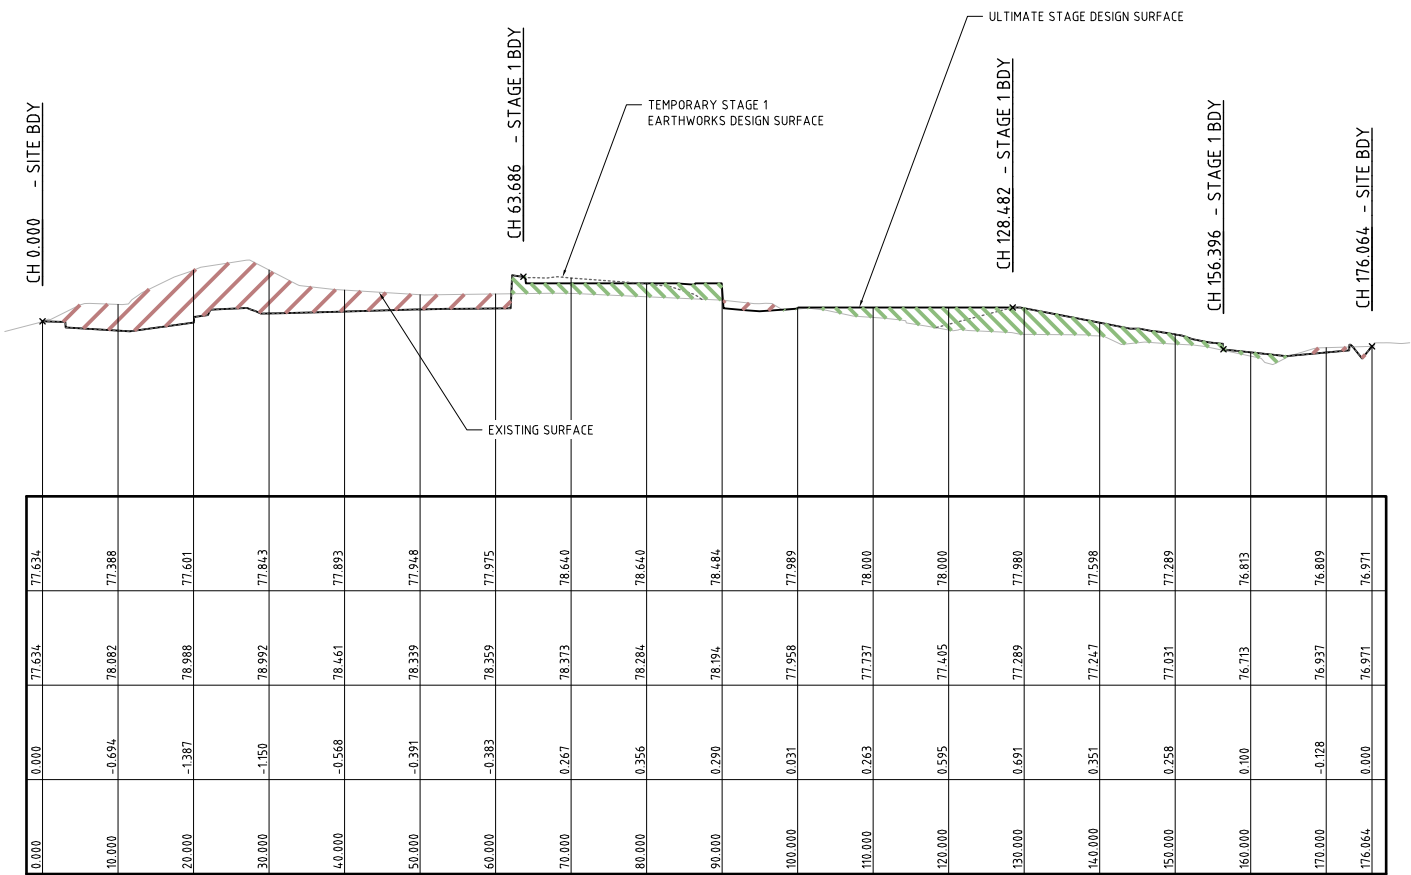 ULTIMATE STAGE DESIGN SURFACE
TEMPORARY STAGE 1
EARTHWORKS DESIGN SURFACE
CH 0.000 - SITE BDY
CH 63.686 - STAGE 1 BDY
CH 128.482 - STAGE 1 BDY
CH 156.396 - STAGE 1 BDY
CH 176.064 - SITE BDY
EXISTING SURFACE
77.634 77.388 77.601 77.843 77.893 77.948 77.975 78.640 78.640 78.484 77.989 78.000 78.000 77.980 77.598 77.289 76.813 76.809 76.971
77.634 78.082 78.988 78.992 78.461 78.339 78.359 78.373 78.284 78.194 77.958 77.737 77.405 77.289 77.247 77.031 76.713 76.937 76.971
0.000 -0.694 -1.387 -1.150 -0.568 -0.391 -0.383 0.267 0.356 0.290 0.031 0.263 0.595 0.691 0.351 0.258 0.100 -0.128 0.000
0.000 10.000 20.000 30.000 40.000 50.000 60.000 70.000 80.000 90.000 100.000 110.000 120.000 130.000 140.000 150.000 160.000 170.000 176.064